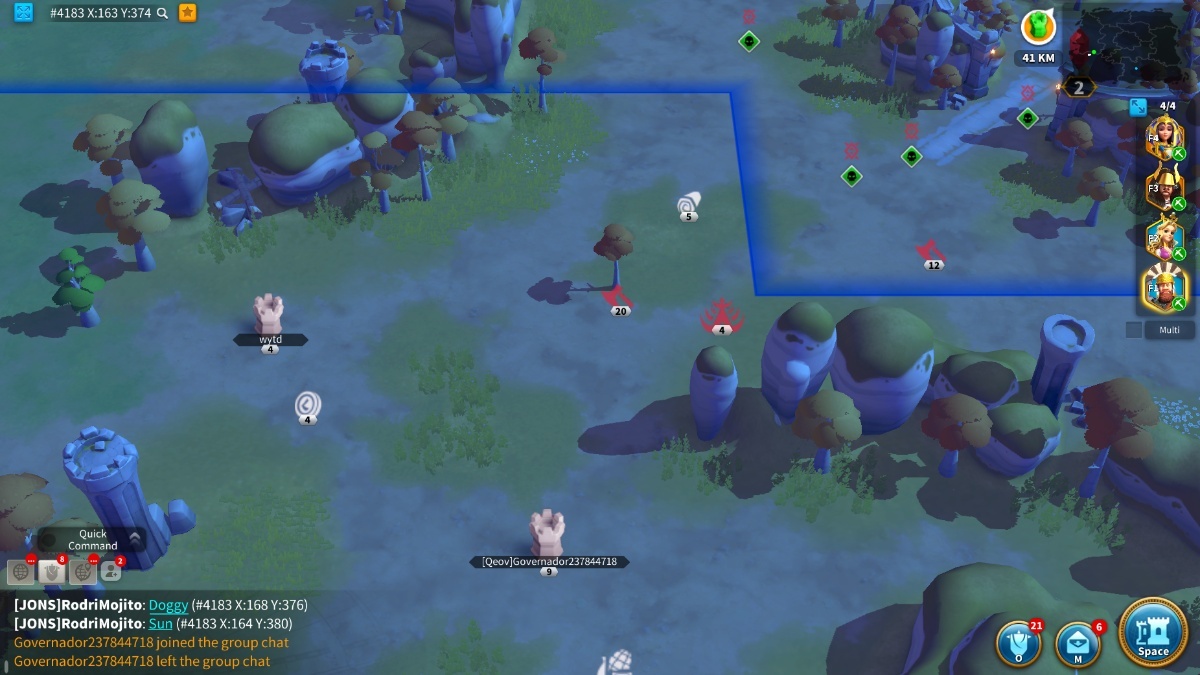 #4183 X:163 Y:374
41 KM
2
4/4
F4
F3
F2
F1
5
12
20
4
Multi
wytd
4
4
Quick
Command
[Qeov]Governador237844718
9
8
2
[JONS]RodriMojito: Doggy (#4183 X:168 Y:376)
[JONS]RodriMojito: Sun (#4183 X:164 Y:380)
Governador237844718 joined the group chat
Governador237844718 left the group chat
21
O
6
M
Space